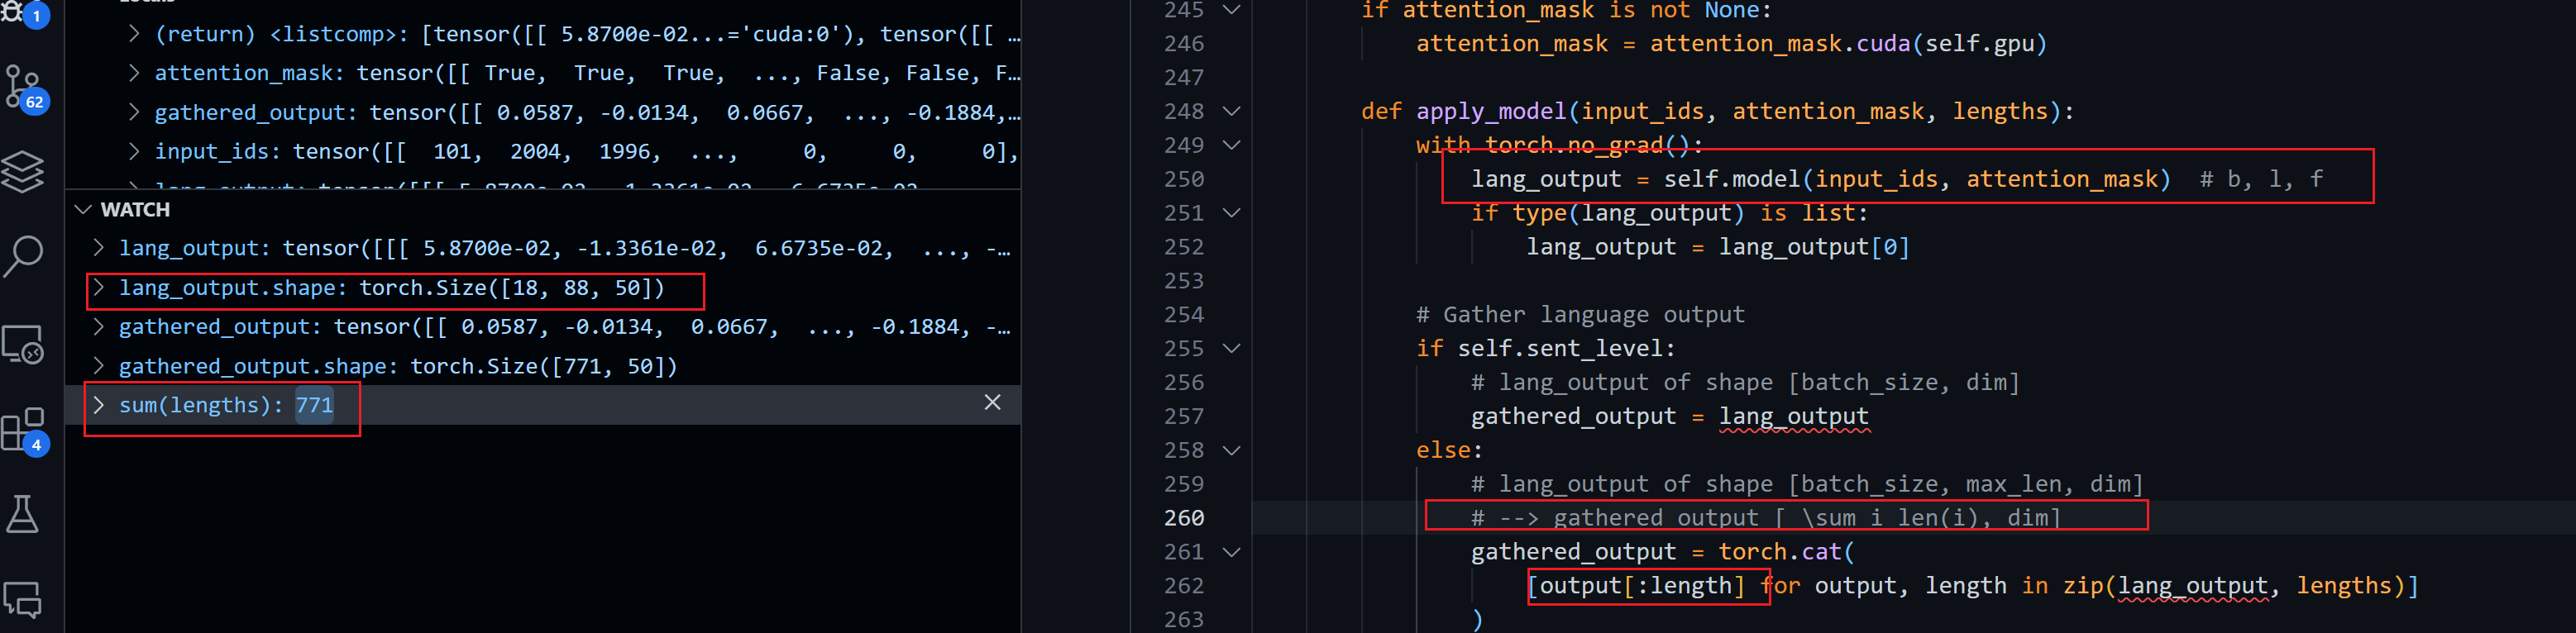 1
(return) <listcomp>: [tensor([[ 5.8700e-02...='cuda:0'), tensor([[ …
attention_mask: tensor([[ True,  True,  True,  ..., False, False, F…
62
gathered_output: tensor([[ 0.0587, -0.0134,  0.0667,  ..., -0.1884,…
input_ids: tensor([[  101,  2004,  1996,  ...,     0,     0,     0],
WATCH
lang_output: tensor([[[ 5.8700e-02, -1.3361e-02,  6.6735e-02,  ..., -…
lang_output.shape: torch.Size([18, 88, 50])
gathered_output: tensor([[ 0.0587, -0.0134,  0.0667,  ..., -0.1884, -…
gathered_output.shape: torch.Size([771, 50])
sum(lengths): 771
4
245 if attention_mask is not None:
246 attention_mask = attention_mask.cuda(self.gpu)
247
248 def apply_model(input_ids, attention_mask, lengths):
249 with torch.no_grad():
250 lang_output = self.model(input_ids, attention_mask)  # b, l, f
251 if type(lang_output) is list:
252 lang_output = lang_output[0]
253
254 # Gather language output
255 if self.sent_level:
256 # lang_output of shape [batch_size, dim]
257 gathered_output = lang_output
258 else:
259 # lang_output of shape [batch_size, max_len, dim]
260 # --> gathered_output [ \sum_i len(i), dim]
261 gathered_output = torch.cat(
262 [output[:length] for output, length in zip(lang_output, lengths)]
263 )